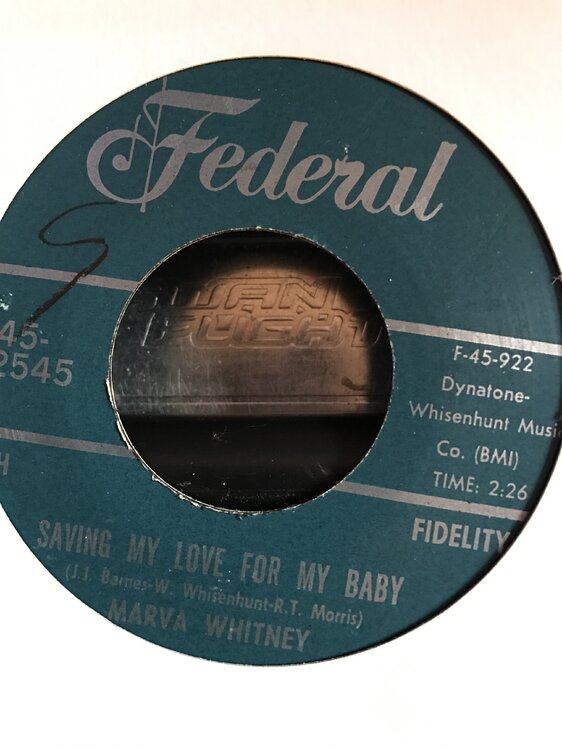 Federal
45-
2545
F-45-922
Dynatone-
Whisenhunt Music
Co. (BMI)
TIME: 2:26
H
FIDELITY
SAVING MY LOVE FOR MY BABY
(J.J. Barnes-W. Whisenhunt-R.T. Morris)
MARVA WHITNEY